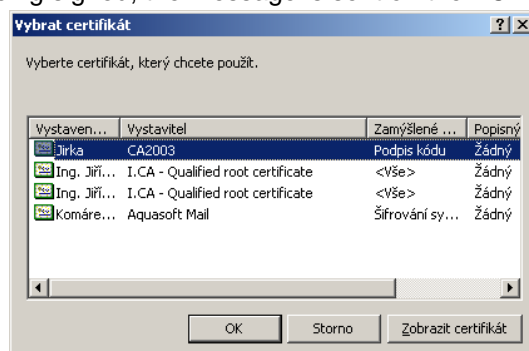 Vybrat certifikát
Vyberte certifikát, který chcete použít.
Vystaven... Vystavitel Zamýšlené ... Popisný
Jirka CA2003 Podpis kódu Žádný
Ing. Jiří... I.CA - Qualified root certificate <Vše> Žádný
Ing. Jiří... I.CA - Qualified root certificate <Vše> Žádný
Komáre... Aquasoft Mail Šifrování sy... Žádný
OK Storno Zobrazit certifikát